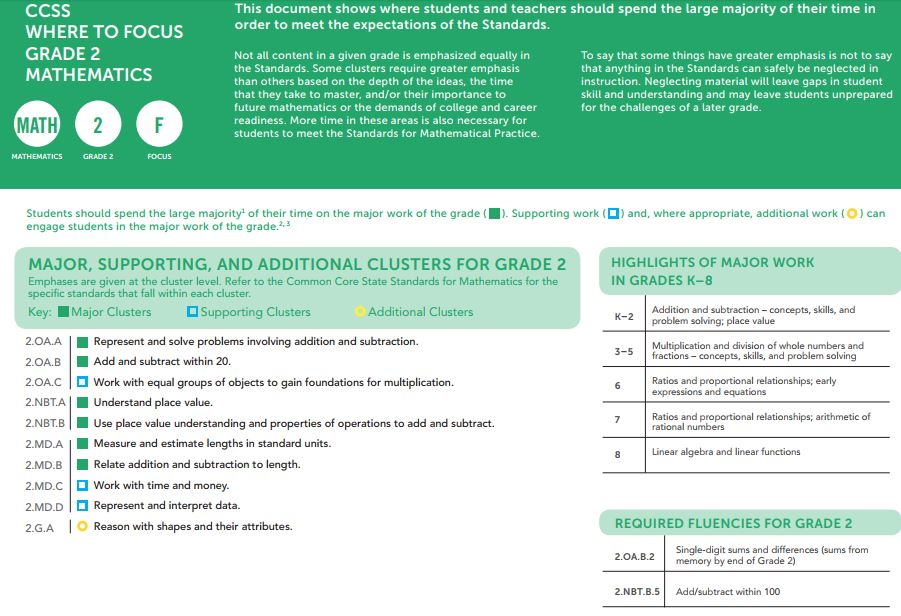 CCSS
WHERE TO FOCUS
GRADE 2
MATHEMATICS
MATH
2
F
MATHEMATICS
GRADE 2
FOCUS
This document shows where students and teachers should spend the large majority of their time in
order to meet the expectations of the Standards.
Not all content in a given grade is emphasized equally in
the Standards. Some clusters require greater emphasis
than others based on the depth of the ideas, the time
that they take to master, and/or their importance to
future mathematics or the demands of college and career
readiness. More time in these areas is also necessary for
students to meet the Standards for Mathematical Practice.
To say that some things have greater emphasis is not to say
that anything in the Standards can safely be neglected in
instruction. Neglecting material will leave gaps in student
skill and understanding and may leave students unprepared
for the challenges of a later grade.
Students should spend the large majority¹ of their time on the major work of the grade ( ). Supporting work ( ) and, where appropriate, additional work ( ) can
engage students in the major work of the grade.²,³
MAJOR, SUPPORTING, AND ADDITIONAL CLUSTERS FOR GRADE 2
Emphases are given at the cluster level. Refer to the Common Core State Standards for Mathematics for the
specific standards that fall within each cluster.
Key: Major Clusters Supporting Clusters Additional Clusters
2.OA.A Represent and solve problems involving addition and subtraction.
2.OA.B Add and subtract within 20.
2.OA.C Work with equal groups of objects to gain foundations for multiplication.
2.NBT.A Understand place value.
2.NBT.B Use place value understanding and properties of operations to add and subtract.
2.MD.A Measure and estimate lengths in standard units.
2.MD.B Relate addition and subtraction to length.
2.MD.C Work with time and money.
2.MD.D Represent and interpret data.
2.G.A Reason with shapes and their attributes.
HIGHLIGHTS OF MAJOR WORK
IN GRADES K–8
K–2 Addition and subtraction – concepts, skills, and
problem solving; place value
3–5 Multiplication and division of whole numbers and
fractions – concepts, skills, and problem solving
6 Ratios and proportional relationships; early
expressions and equations
7 Ratios and proportional relationships; arithmetic of
rational numbers
8 Linear algebra and linear functions
REQUIRED FLUENCIES FOR GRADE 2
2.OA.B.2 Single-digit sums and differences (sums from
memory by end of Grade 2)
2.NBT.B.5 Add/subtract within 100